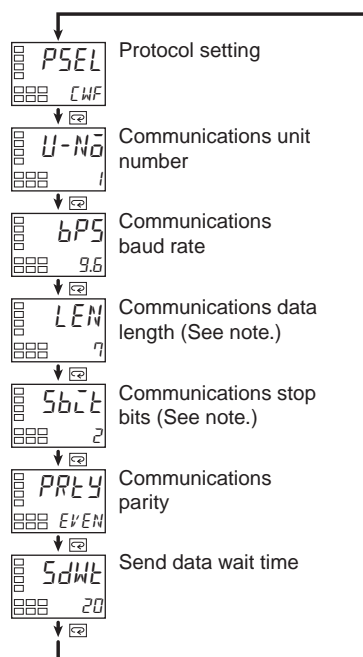 PSEL
CWF
Protocol setting
U-No
1
Communications unit
number
bPS
9.6
Communications
baud rate
LEN
7
Communications data
length (See note.)
Sbit
2
Communications stop
bits (See note.)
PRtY
EVEN
Communications
parity
SdWt
20
Send data wait time